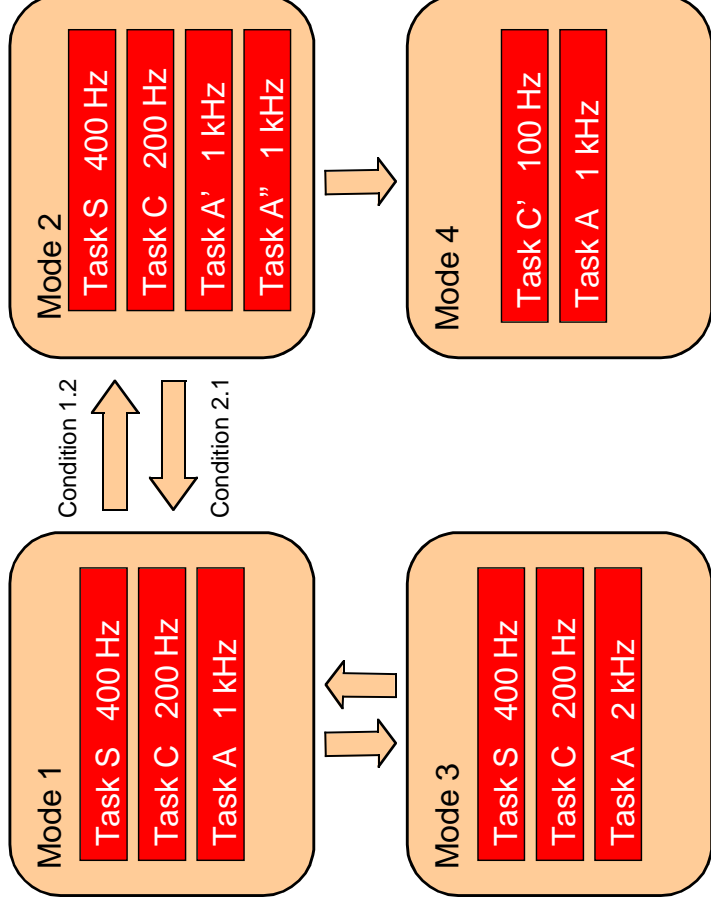 Mode 1
Task S 400 Hz
Task C 200 Hz
Task A 1 kHz
Condition 1.2
Condition 2.1
Mode 2
Task S 400 Hz
Task C 200 Hz
Task A' 1 kHz
Task A” 1 kHz
Mode 3
Task S 400 Hz
Task C 200 Hz
Task A 2 kHz
Mode 4
Task C’ 100 Hz
Task A 1 kHz